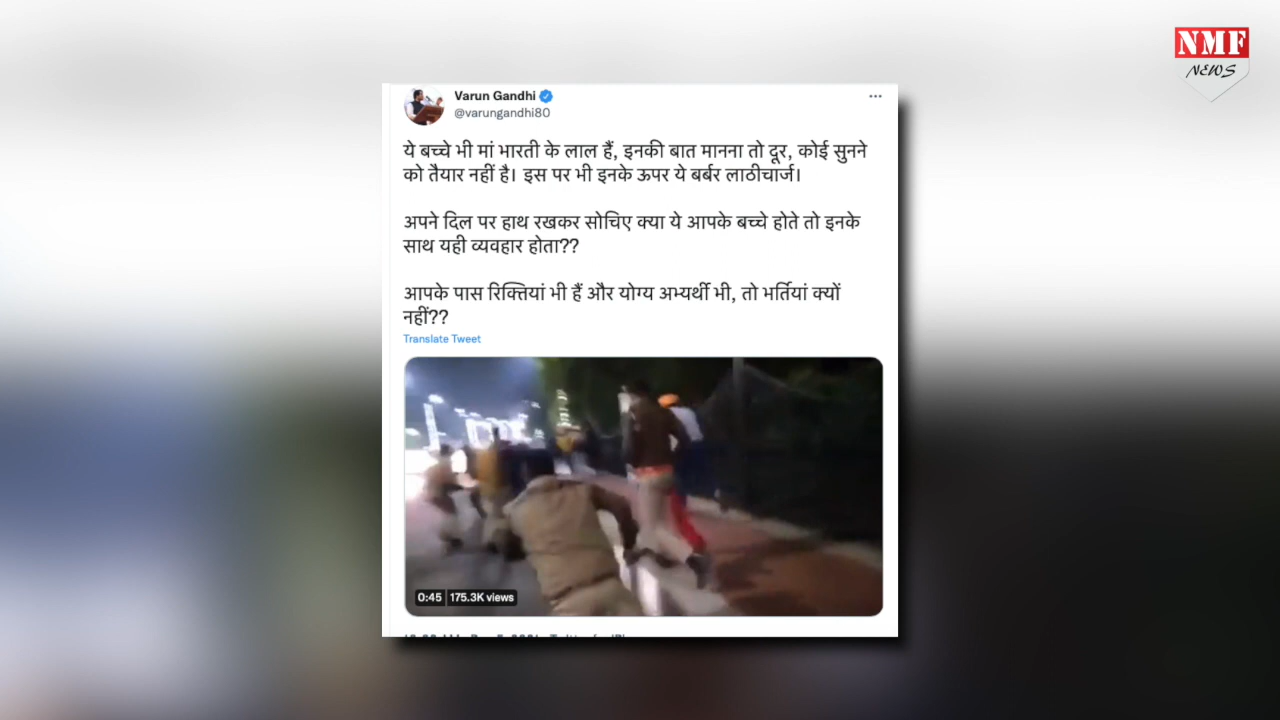 NMF
NEWS
Varun Gandhi
@varungandhi80
ये बच्चे भी मां भारती के लाल हैं, इनकी बात मानना तो दूर, कोई सुनने
को तैयार नहीं है। इस पर भी इनके ऊपर ये बर्बर लाठीचार्ज।
अपने दिल पर हाथ रखकर सोचिए क्या ये आपके बच्चे होते तो इनके
साथ यही व्यवहार होता??
आपके पास रिक्तियां भी हैं और योग्य अभ्यर्थी भी, तो भर्तियां क्यों
नहीं??
Translate Tweet
0:45 175.3K views